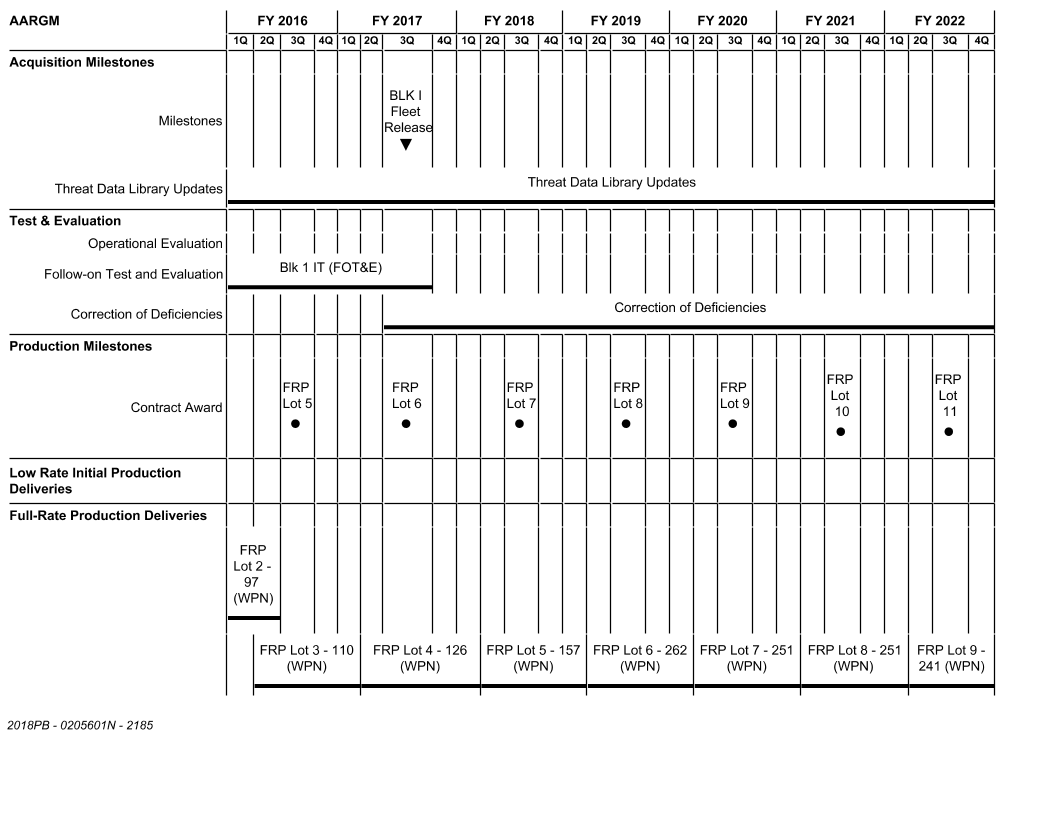 AARGM FY 2016 FY 2017 FY 2018 FY 2019 FY 2020 FY 2021 FY 2022
1Q 2Q 3Q 4Q 1Q 2Q 3Q 4Q 1Q 2Q 3Q 4Q 1Q 2Q 3Q 4Q 1Q 2Q 3Q 4Q 1Q 2Q 3Q 4Q 1Q 2Q 3Q 4Q
Acquisition Milestones
Milestones
BLK I
Fleet
Release
Threat Data Library Updates
Threat Data Library Updates
Test & Evaluation
Operational Evaluation
Follow-on Test and Evaluation
Blk 1 IT (FOT&E)
Correction of Deficiencies
Correction of Deficiencies
Production Milestones
Contract Award
FRP
Lot 5
FRP
Lot 6
FRP
Lot 7
FRP
Lot 8
FRP
Lot 9
FRP
Lot
10
FRP
Lot
11
Low Rate Initial Production
Deliveries
Full-Rate Production Deliveries
FRP
Lot 2 -
97
(WPN)
FRP Lot 3 - 110
(WPN)
FRP Lot 4 - 126
(WPN)
FRP Lot 5 - 157
(WPN)
FRP Lot 6 - 262
(WPN)
FRP Lot 7 - 251
(WPN)
FRP Lot 8 - 251
(WPN)
FRP Lot 9 -
241 (WPN)
2018PB - 0205601N - 2185